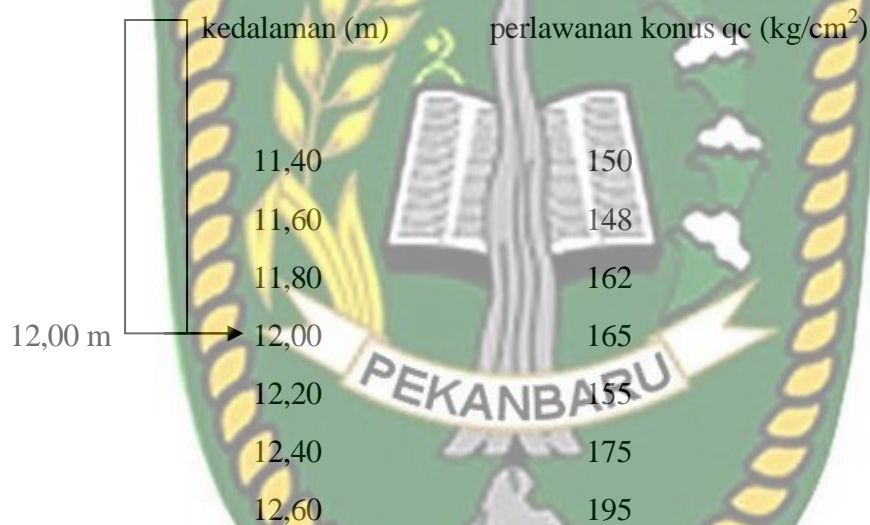 kedalaman (m) perlawanan konus qc (kg/cm²)
11,40 150
11,60 148
11,80 162
12,00 m 12,00 165
12,20 155
12,40 175
12,60 195
PEKANBARU